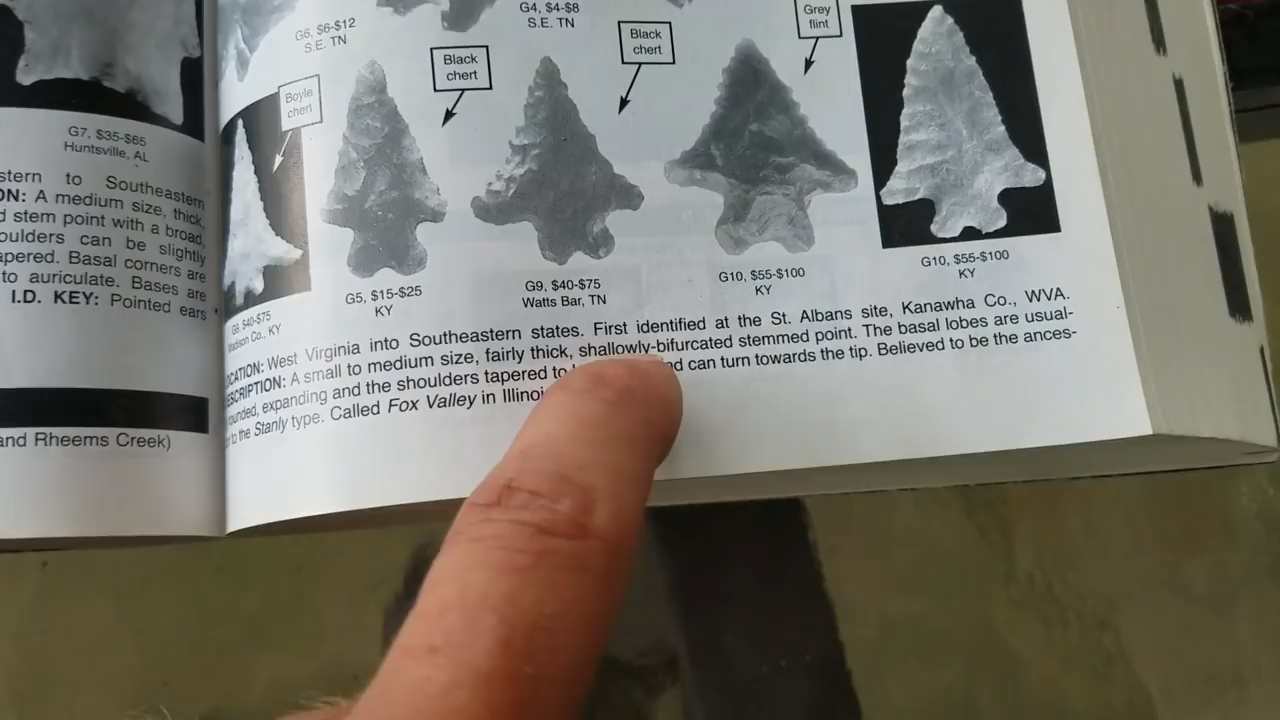 G7, $35-$65
Huntsville, AL
stern to Southeastern
ON: A medium size, thick,
d stem point with a broad,
oulders can be slightly
apered. Basal corners are
to auriculate. Bases are
I.D. KEY: Pointed ears
and Rheems Creek)
G6, $6-$12
S.E. TN
G4, $4-$8
S.E. TN
Grey
flint
Black
chert
Black
chert
Boyle
chert
G8, $40-$75
Madison Co., KY
G5, $15-$25
KY
G9, $40-$75
Watts Bar, TN
G10, $55-$100
KY
G10, $55-$100
KY
OCATION: West Virginia into Southeastern states. First identified at the St. Albans site, Kanawha Co., WVA.
ESCRIPTION: A small to medium size, fairly thick, shallowly-bifurcated stemmed point. The basal lobes are usual-
rounded, expanding and the shoulders tapered to can turn towards the tip. Believed to be the ances-
to the Stanly type. Called Fox Valley in Illinoi